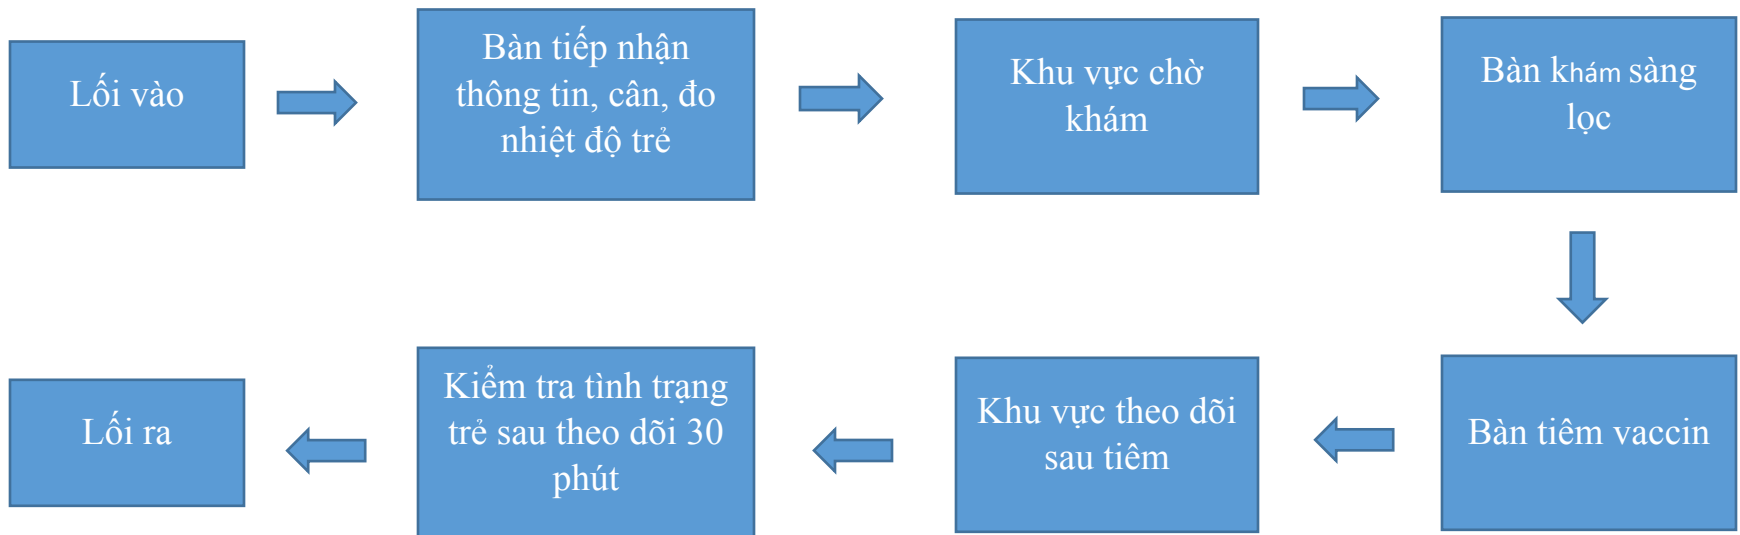 Lối vào
Bàn tiếp nhận
thông tin, cân, đo
nhiệt độ trẻ
Khu vực chờ
khám
Bàn khám sàng
lọc
Bàn tiêm vaccin
Khu vực theo dõi
sau tiêm
Kiểm tra tình trạng
trẻ sau theo dõi 30
phút
Lối ra